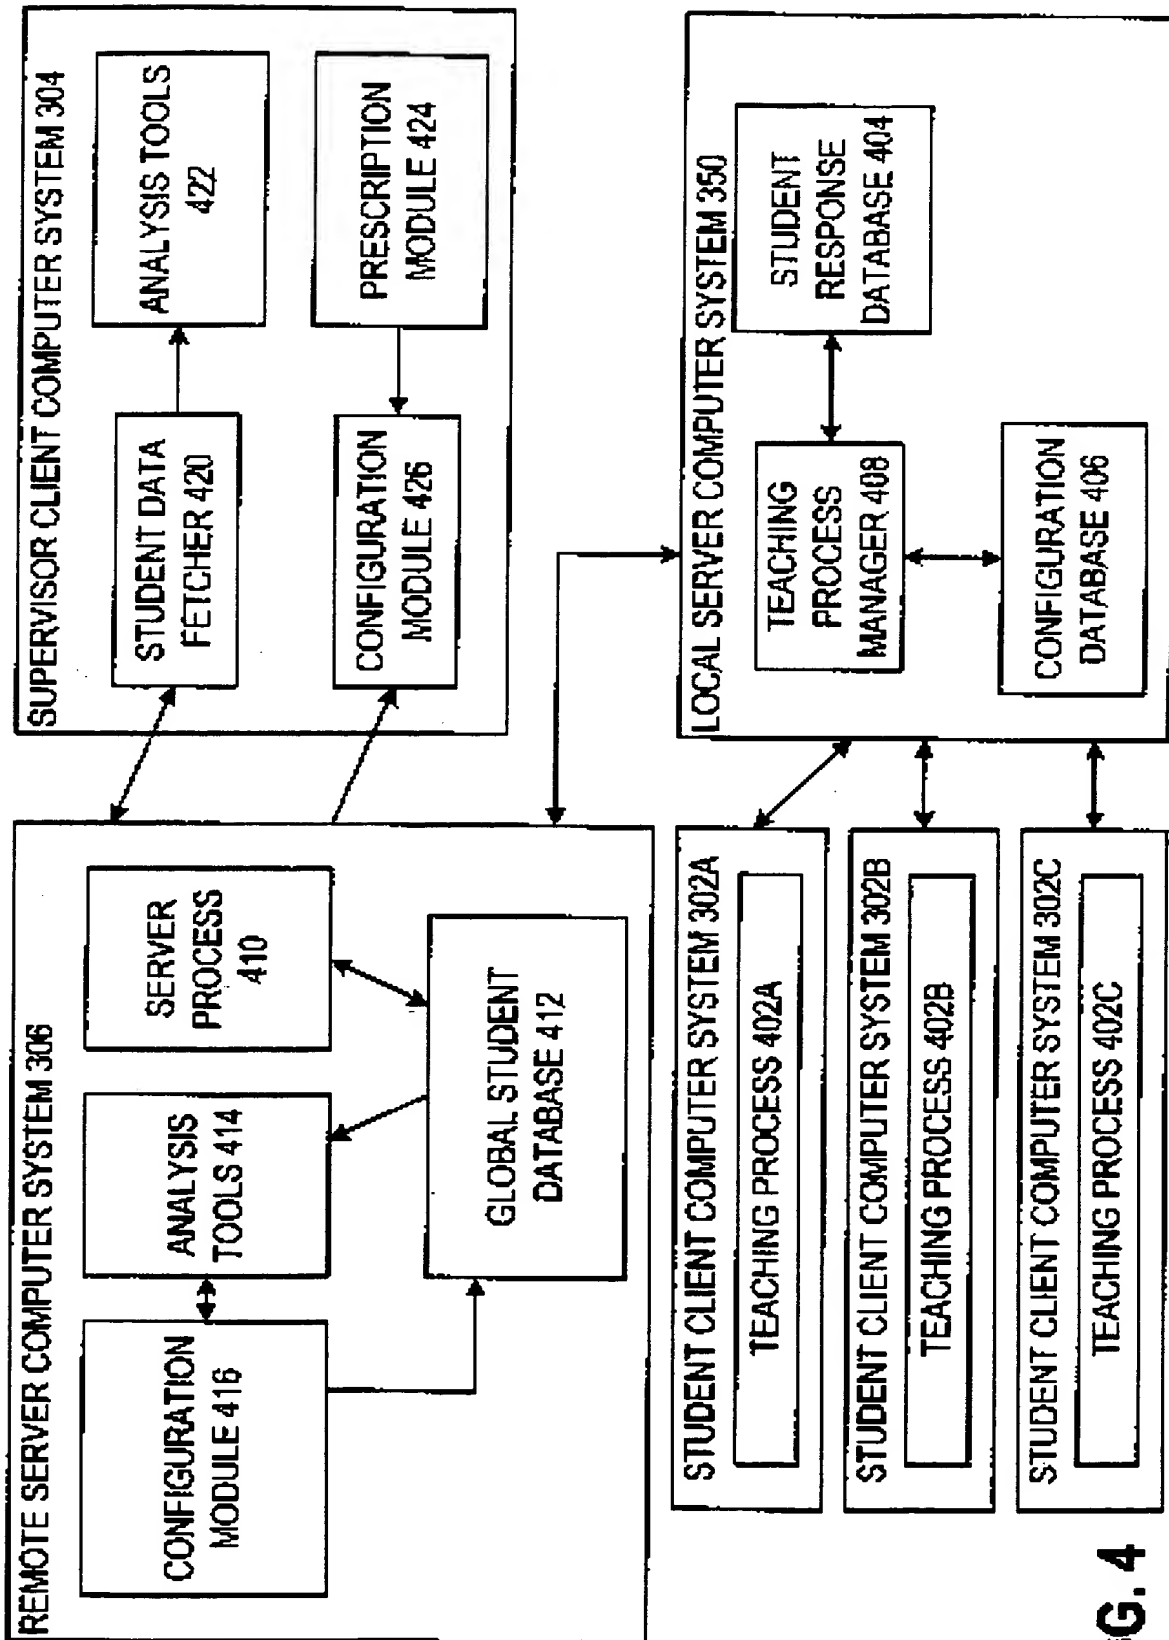 REMOTE SERVER COMPUTER SYSTEM 306
CONFIGURATION
MODULE 416
ANALYSIS
TOOLS 414
SERVER
PROCESS
410
GLOBAL STUDENT
DATABASE 412
SUPERVISOR CLIENT COMPUTER SYSTEM 304
STUDENT DATA
FETCHER 420
ANALYSIS TOOLS
422
CONFIGURATION
MODULE 426
PRESCRIPTION
MODULE 424
STUDENT CLIENT COMPUTER SYSTEM 302A
TEACHING PROCESS 402A
STUDENT CLIENT COMPUTER SYSTEM 302B
TEACHING PROCESS 402B
STUDENT CLIENT COMPUTER SYSTEM 302C
TEACHING PROCESS 402C
LOCAL SERVER COMPUTER SYSTEM 350
TEACHING
PROCESS
MANAGER 408
STUDENT
RESPONSE
DATABASE 404
CONFIGURATION
DATABASE 406
G. 4